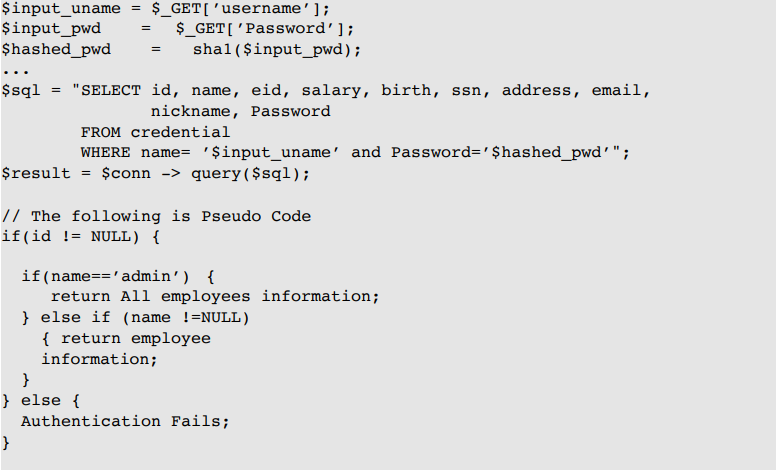 $input_uname = $_GET[’username’];
$input_pwd = $_GET[’Password’];
$hashed_pwd = sha1($input_pwd);
...
$sql = "SELECT id, name, eid, salary, birth, ssn, address, email,
nickname, Password
FROM credential
WHERE name= ’$input_uname’ and Password=’$hashed_pwd’";
$result = $conn -> query($sql);
// The following is Pseudo Code
if(id != NULL) {
if(name==’admin’) {
return All employees information;
} else if (name !=NULL)
{ return employee
information;
}
} else {
Authentication Fails;
}